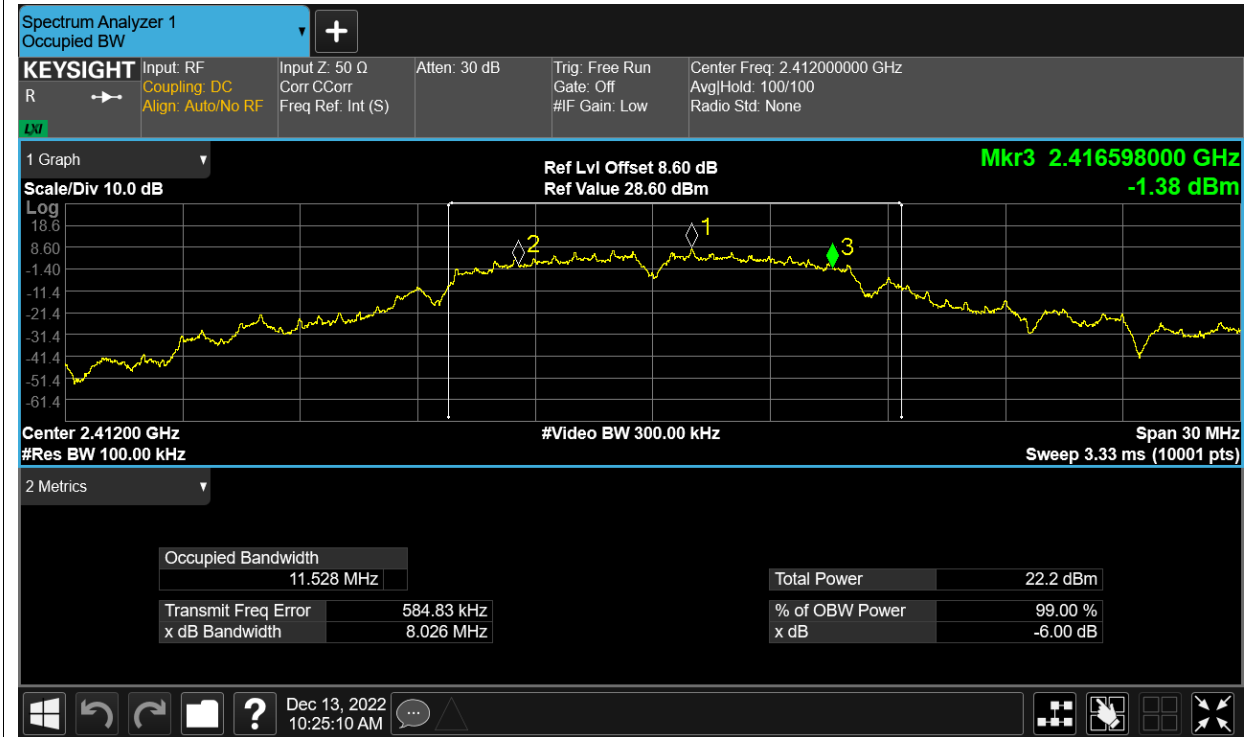 Spectrum Analyzer 1
Occupied BW
KEYSIGHT
R
LXI
Input: RF
Coupling: DC
Align: Auto/No RF
Input Z: 50 Ω
Corr CCorr
Freq Ref: Int (S)
Atten: 30 dB
Trig: Free Run
Gate: Off
#IF Gain: Low
Center Freq: 2.412000000 GHz
Avg|Hold: 100/100
Radio Std: None
1 Graph
Scale/Div 10.0 dB
Ref Lvl Offset 8.60 dB
Ref Value 28.60 dBm
Mkr3 2.416598000 GHz
-1.38 dBm
Log
18.6
8.60
-1.40
-11.4
-21.4
-31.4
-41.4
-51.4
-61.4
2
1
3
Center 2.41200 GHz
#Res BW 100.00 kHz
#Video BW 300.00 kHz
Span 30 MHz
Sweep 3.33 ms (10001 pts)
2 Metrics
Occupied Bandwidth
11.528 MHz
Transmit Freq Error 584.83 kHz
x dB Bandwidth 8.026 MHz
Total Power 22.2 dBm
% of OBW Power 99.00 %
x dB -6.00 dB
?
Dec 13, 2022
10:25:10 AM